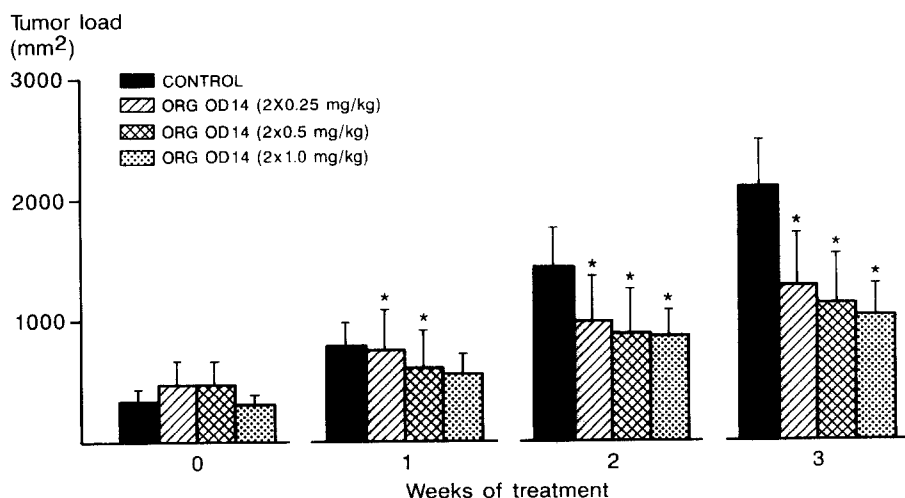 Tumor load
(mm2)
3000
2000
1000
CONTROL
ORG OD14 (2X0.25 mg/kg)
ORG OD14 (2x0.5 mg/kg)
ORG OD14 (2x1.0 mg/kg)
* *
* * *
* * *
0 1 2 3
Weeks of treatment